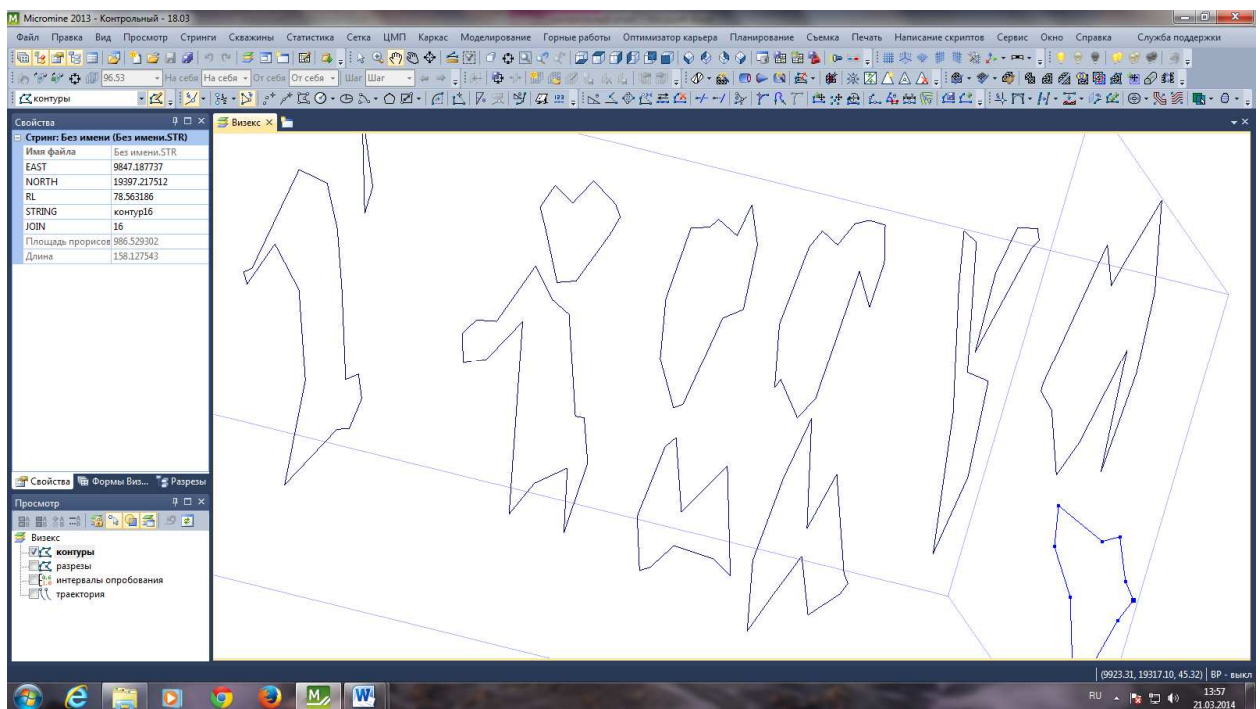 Micromine 2013 - Контрольный - 18.03
Файл Правка Вид Просмотр Стринги Скважины Статистика Сетка ЦМП Каркас Моделирование Горные работы Оптимизатор карьера Планирование Съемка Печать Написание скриптов Сервис Окно Справка Служба поддержки
96.53 На себя На себя От себя От себя Шаг Шаг
контуры
Свойства
Визекс
Стринг: Без имени (Без имени.STR)
Имя файла Без имени.STR
EAST 9847.187737
NORTH 19397.217512
RL 78.563186
STRING контур16
JOIN 16
Площадь прорисов 986.529302
Длина 158.127543
Свойства Формы Виз... Разрезы
Просмотр
Визекс
контуры
разрезы
интервалы опробования
траектория
(9923.31, 19317.10, 45.32) ВР - выкл
RU 13:57
21.03.2014